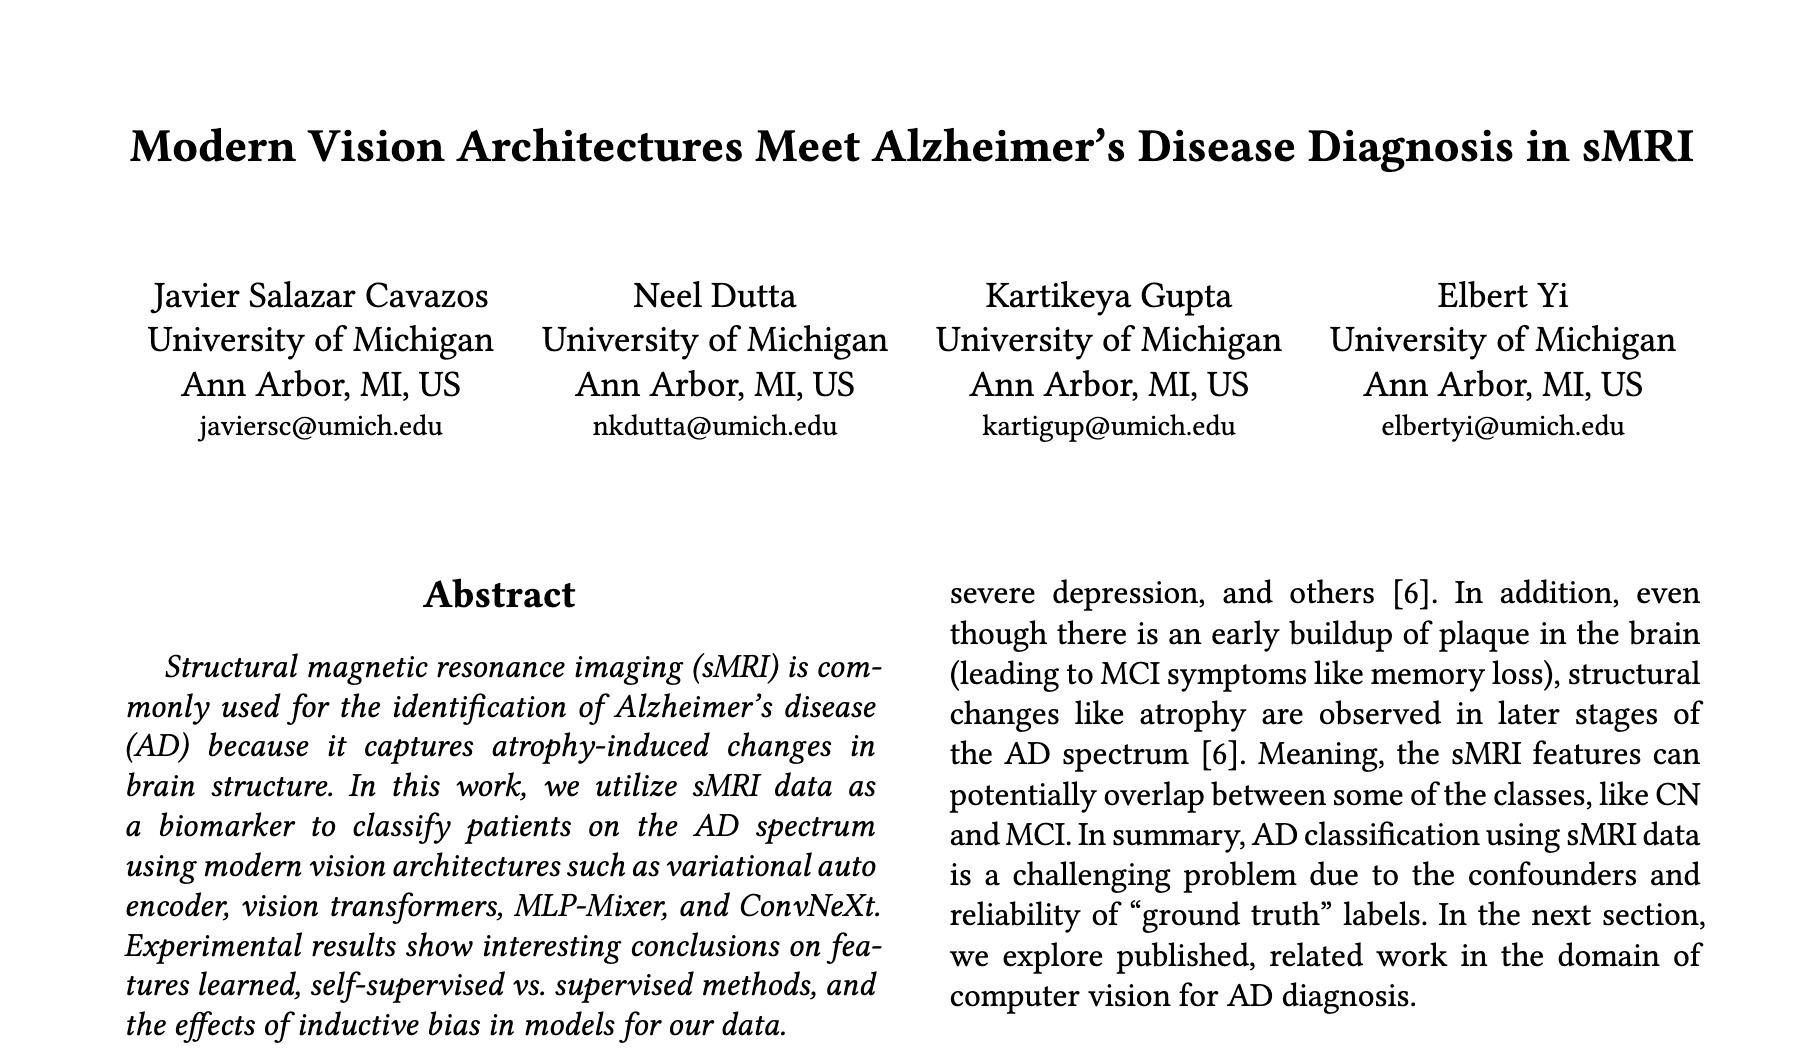 Modern Vision Architectures Meet Alzheimer’s Disease Diagnosis in sMRI
Javier Salazar Cavazos
University of Michigan
Ann Arbor, MI, US
javiersc@umich.edu
Neel Dutta
University of Michigan
Ann Arbor, MI, US
nkdutta@umich.edu
Kartikeya Gupta
University of Michigan
Ann Arbor, MI, US
kartigup@umich.edu
Elbert Yi
University of Michigan
Ann Arbor, MI, US
elbertyi@umich.edu
Abstract
Structural magnetic resonance imaging (sMRI) is com-
monly used for the identification of Alzheimer’s disease
(AD) because it captures atrophy-induced changes in
brain structure. In this work, we utilize sMRI data as
a biomarker to classify patients on the AD spectrum
using modern vision architectures such as variational auto
encoder, vision transformers, MLP-Mixer, and ConvNeXt.
Experimental results show interesting conclusions on fea-
tures learned, self-supervised vs. supervised methods, and
the effects of inductive bias in models for our data.
severe depression, and others [6]. In addition, even
though there is an early buildup of plaque in the brain
(leading to MCI symptoms like memory loss), structural
changes like atrophy are observed in later stages of
the AD spectrum [6]. Meaning, the sMRI features can
potentially overlap between some of the classes, like CN
and MCI. In summary, AD classification using sMRI data
is a challenging problem due to the confounders and
reliability of “ground truth” labels. In the next section,
we explore published, related work in the domain of
computer vision for AD diagnosis.